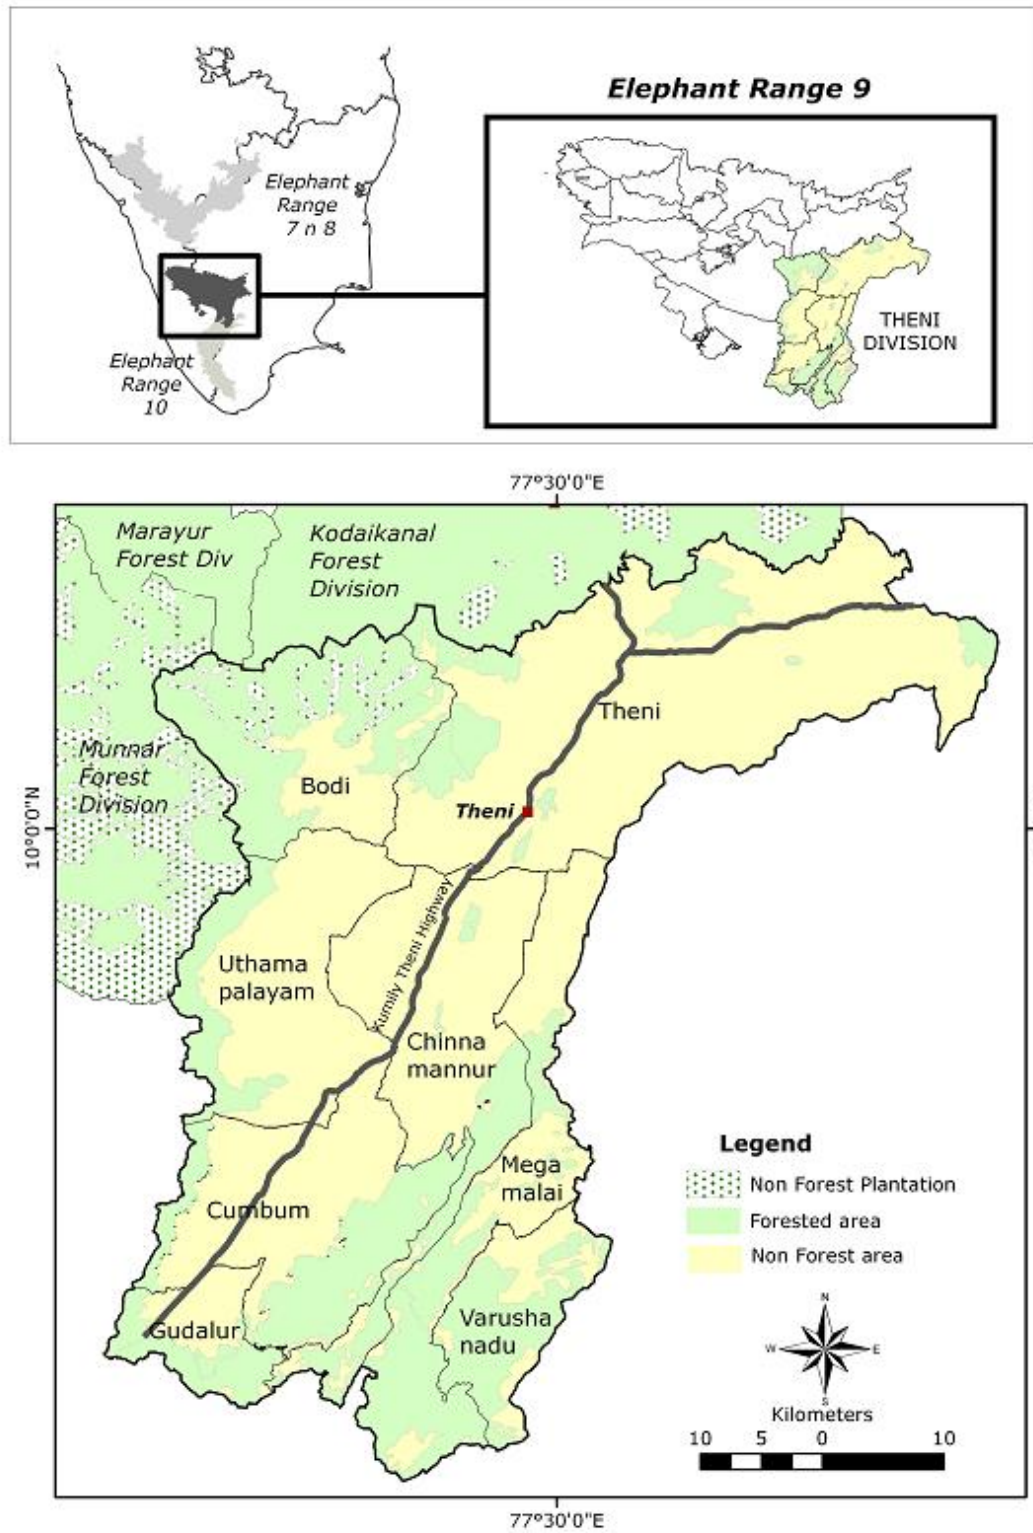 Elephant Range 9
Elephant
Range
7 n 8
THENI
DIVISION
Elephant
Range
10
77°30'0"E
Marayur
Forest Div
Kodaikanal
Forest
Division
Theni
Munnar
Forest
Division
Bodi
Theni
10°0'0"N
Kumily Theni Highway
Uthama
palayam
Chinna
mannur
Legend
Mega
malai
Non Forest Plantation
Cumbum
Forested area
Non Forest area
N
Gudalur
Varusha
nadu
W
E
S
Kilometers
10 5 0 10
77°30'0"E